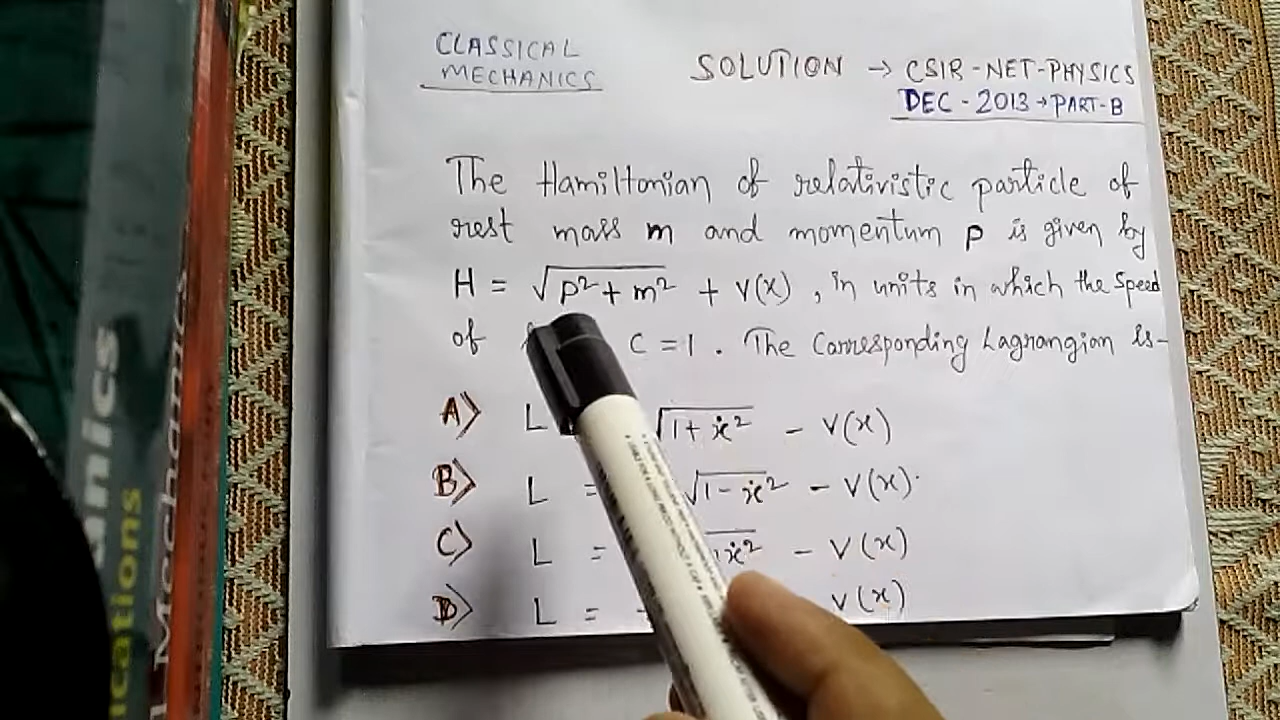 CLASSICAL
MECHANICS
SOLUTION → CSIR-NET-PHYSICS
DEC-2013→PART-B
The Hamiltonian of relativistic particle of
rest mass m and momentum p is given by
H = √(p²+m²) + V(x), in units in which the speed
of C=1. The Corresponding Lagrangian is-
A) L √(1+ẋ²) - V(x)
B) L = √(1-ẋ²) - V(x).
C) L = ẋ² - V(x)
D) L = - V(x)
Mechanics